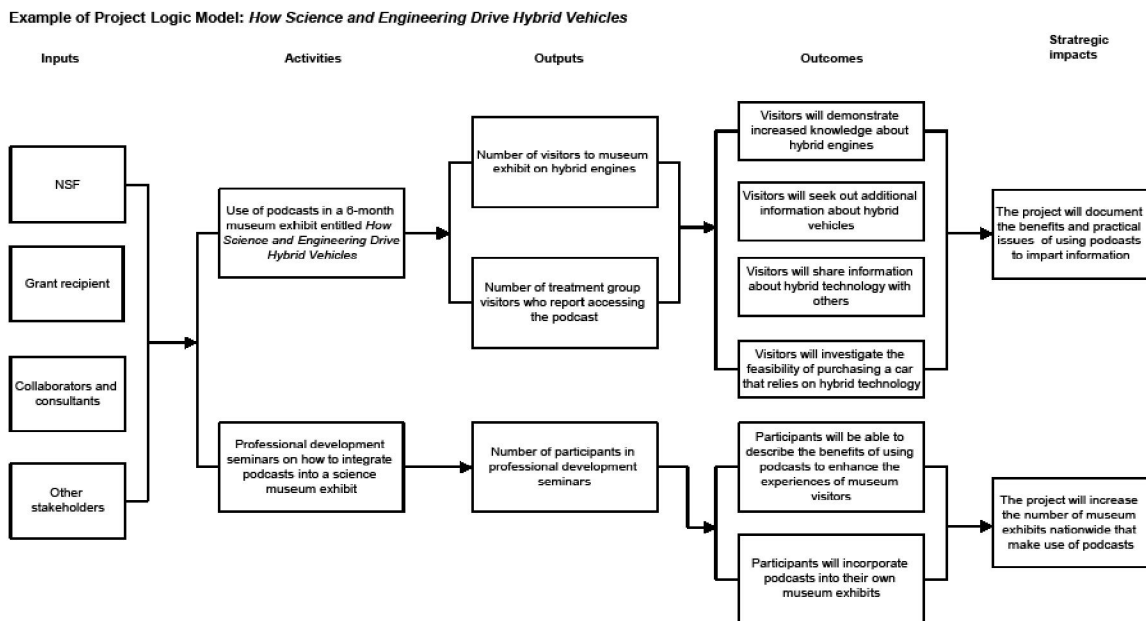 Example of Project Logic Model: How Science and Engineering Drive Hybrid Vehicles
Inputs
Activities
Outputs
Outcomes
Stratregic
impacts
NSF
Grant recipient
Collaborators and
consultants
Other
stakeholders
Use of podcasts in a 6-month
museum exhibit entitled How
Science and Engineering Drive
Hybrid Vehicles
Professional development
seminars on how to integrate
podcasts into a science
museum exhibit
Number of visitors to museum
exhibit on hybrid engines
Number of treatment group
visitors who report accessing
the podcast
Number of participants in
professional development
seminars
Visitors will demonstrate
increased knowledge about
hybrid engines
Visitors will seek out additional
information about hybrid
vehicles
Visitors will share information
about hybrid technology with
others
Visitors will investigate the
feasibility of purchasing a car
that relies on hybrid technology
Participants will be able to
describe the benefits of using
podcasts to enhance the
experiences of museum
visitors
Participants will incorporate
podcasts into their own
museum exhibits
The project will document
the benefits and practical
issues of using podcasts
to impart information
The project will increase
the number of museum
exhibits nationwide that
make use of podcasts